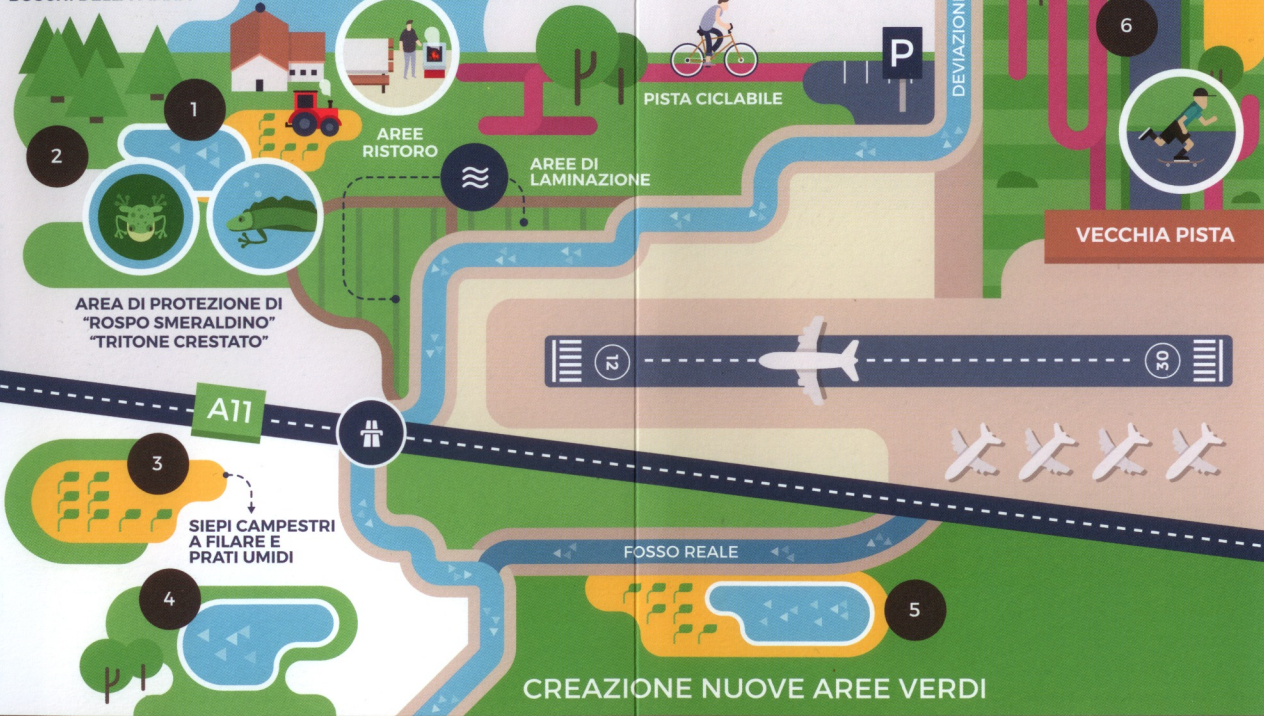 1
2
AREE
RISTORO
AREE DI
LAMINAZIONE
PISTA CICLABILE
P
DEVIAZIONE
6
VECCHIA PISTA
AREA DI PROTEZIONE DI
“ROSPO SMERALDINO”
“TRITONE CRESTATO”
12
30
A11
3
SIEPI CAMPESTRI
A FILARE E
PRATI UMIDI
FOSSO REALE
4
5
CREAZIONE NUOVE AREE VERDI